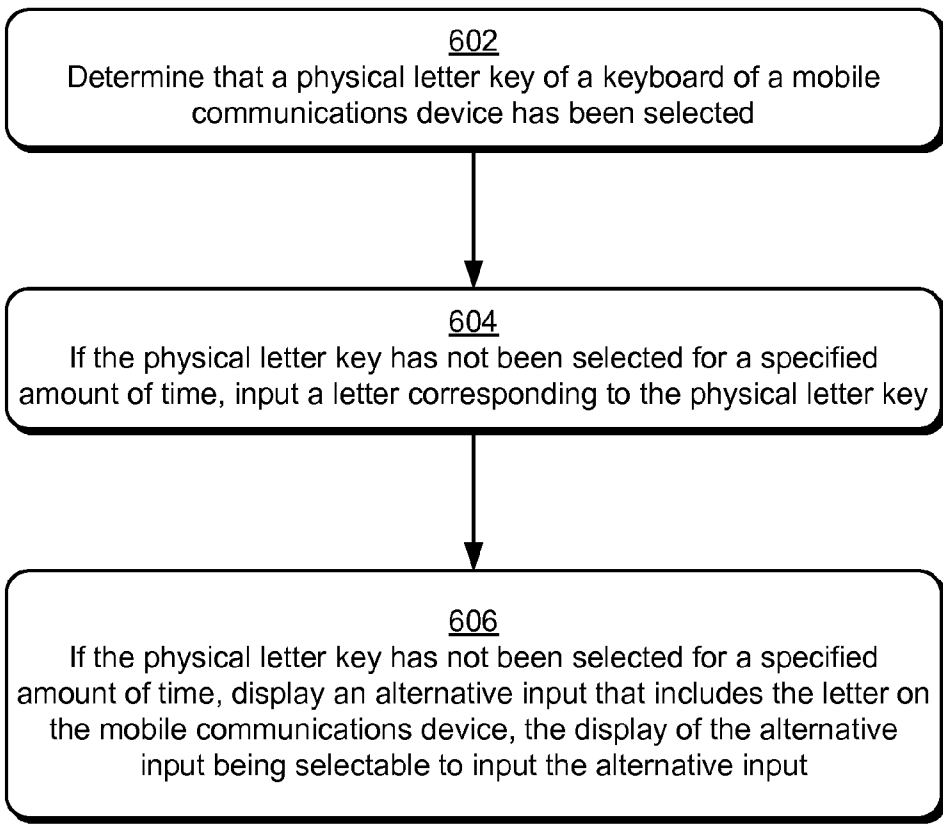 602
Determine that a physical letter key of a keyboard of a mobile
communications device has been selected
604
If the physical letter key has not been selected for a specified
amount of time, input a letter corresponding to the physical letter key
606
If the physical letter key has not been selected for a specified
amount of time, display an alternative input that includes the letter on
the mobile communications device, the display of the alternative
input being selectable to input the alternative input